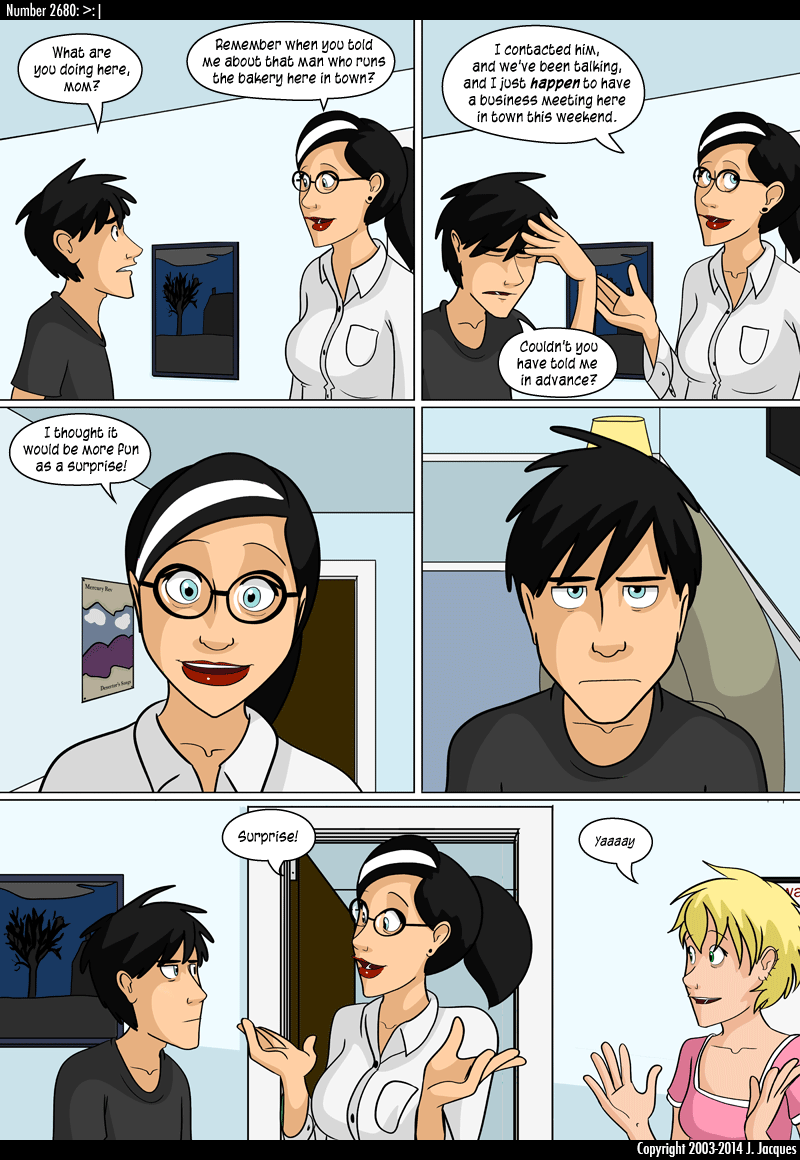 Number 2680: >:|
What are
you doing here,
Mom?
Remember when you told
me about that man who runs
the bakery here in town?
I contacted him,
and we've been talking,
and I just happen to have
a business meeting here
in town this weekend.
Couldn't you
have told me
in advance?
I thought it
would be more fun
as a surprise!
Mercury Rev
Deserter's Songs
Surprise!
Yaaaay
wa
Copyright 2003-2014 J. Jacques